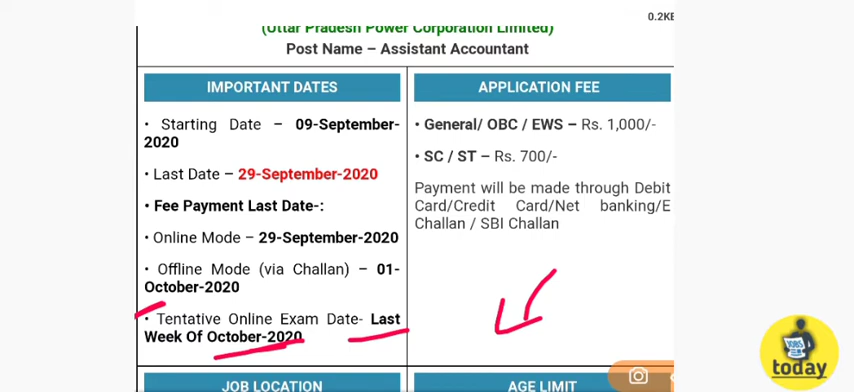 0.2KB
(Uttar Pradesh Power Corporation Limited)
Post Name – Assistant Accountant
IMPORTANT DATES
• Starting Date – 09-September-
2020
• Last Date – 29-September-2020
• Fee Payment Last Date-:
• Online Mode – 29-September-2020
• Offline Mode (via Challan) – 01-
October-2020
• Tentative Online Exam Date- Last
Week Of October-2020
JOB LOCATION
APPLICATION FEE
• General/ OBC / EWS – Rs. 1,000/-
• SC / ST – Rs. 700/-
Payment will be made through Debit
Card/Credit Card/Net banking/E
Challan / SBI Challan
AGE LIMIT
JOBS
today